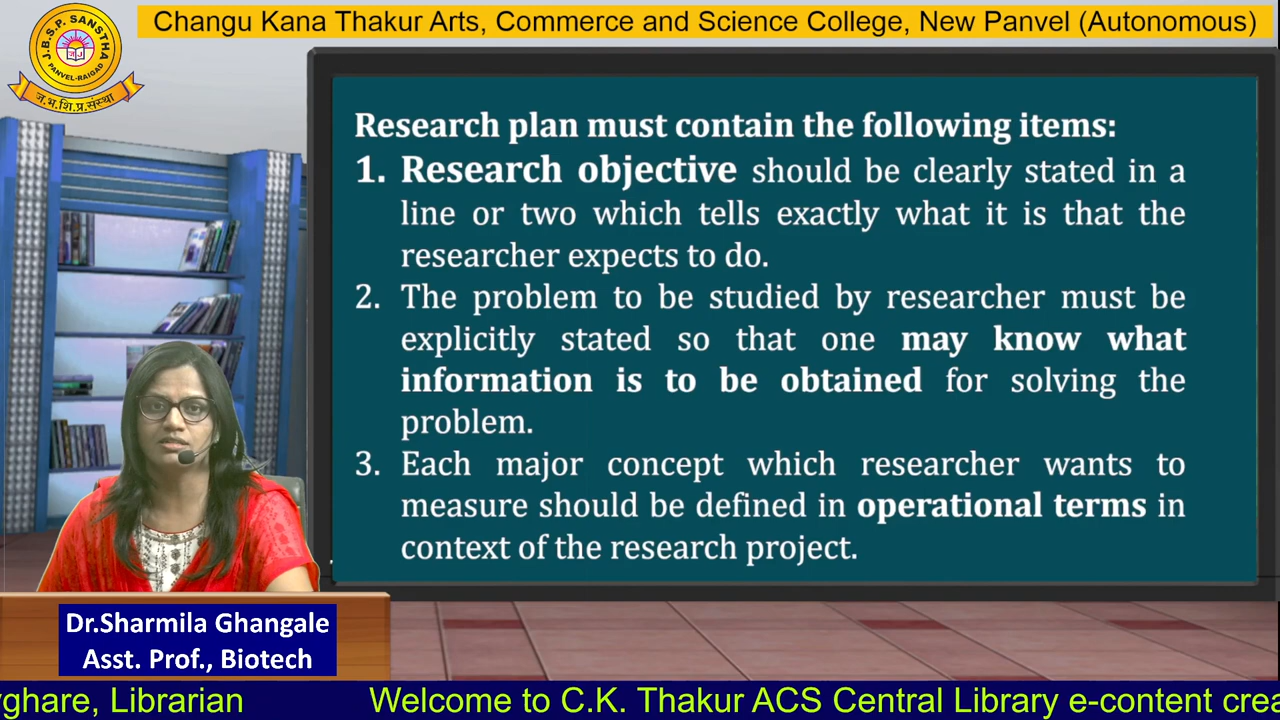 Changu Kana Thakur Arts, Commerce and Science College, New Panvel (Autonomous)
J.B.S.P. SANSTHA
PANVEL-RAIGAD
ज.भ.शि.प्र.संस्था
Research plan must contain the following items:
1. Research objective should be clearly stated in a
line or two which tells exactly what it is that the
researcher expects to do.
2. The problem to be studied by researcher must be
explicitly stated so that one may know what
information is to be obtained for solving the
problem.
3. Each major concept which researcher wants to
measure should be defined in operational terms in
context of the research project.
Dr.Sharmila Ghangale
Asst. Prof., Biotech
yghare, Librarian Welcome to C.K. Thakur ACS Central Library e-content crea